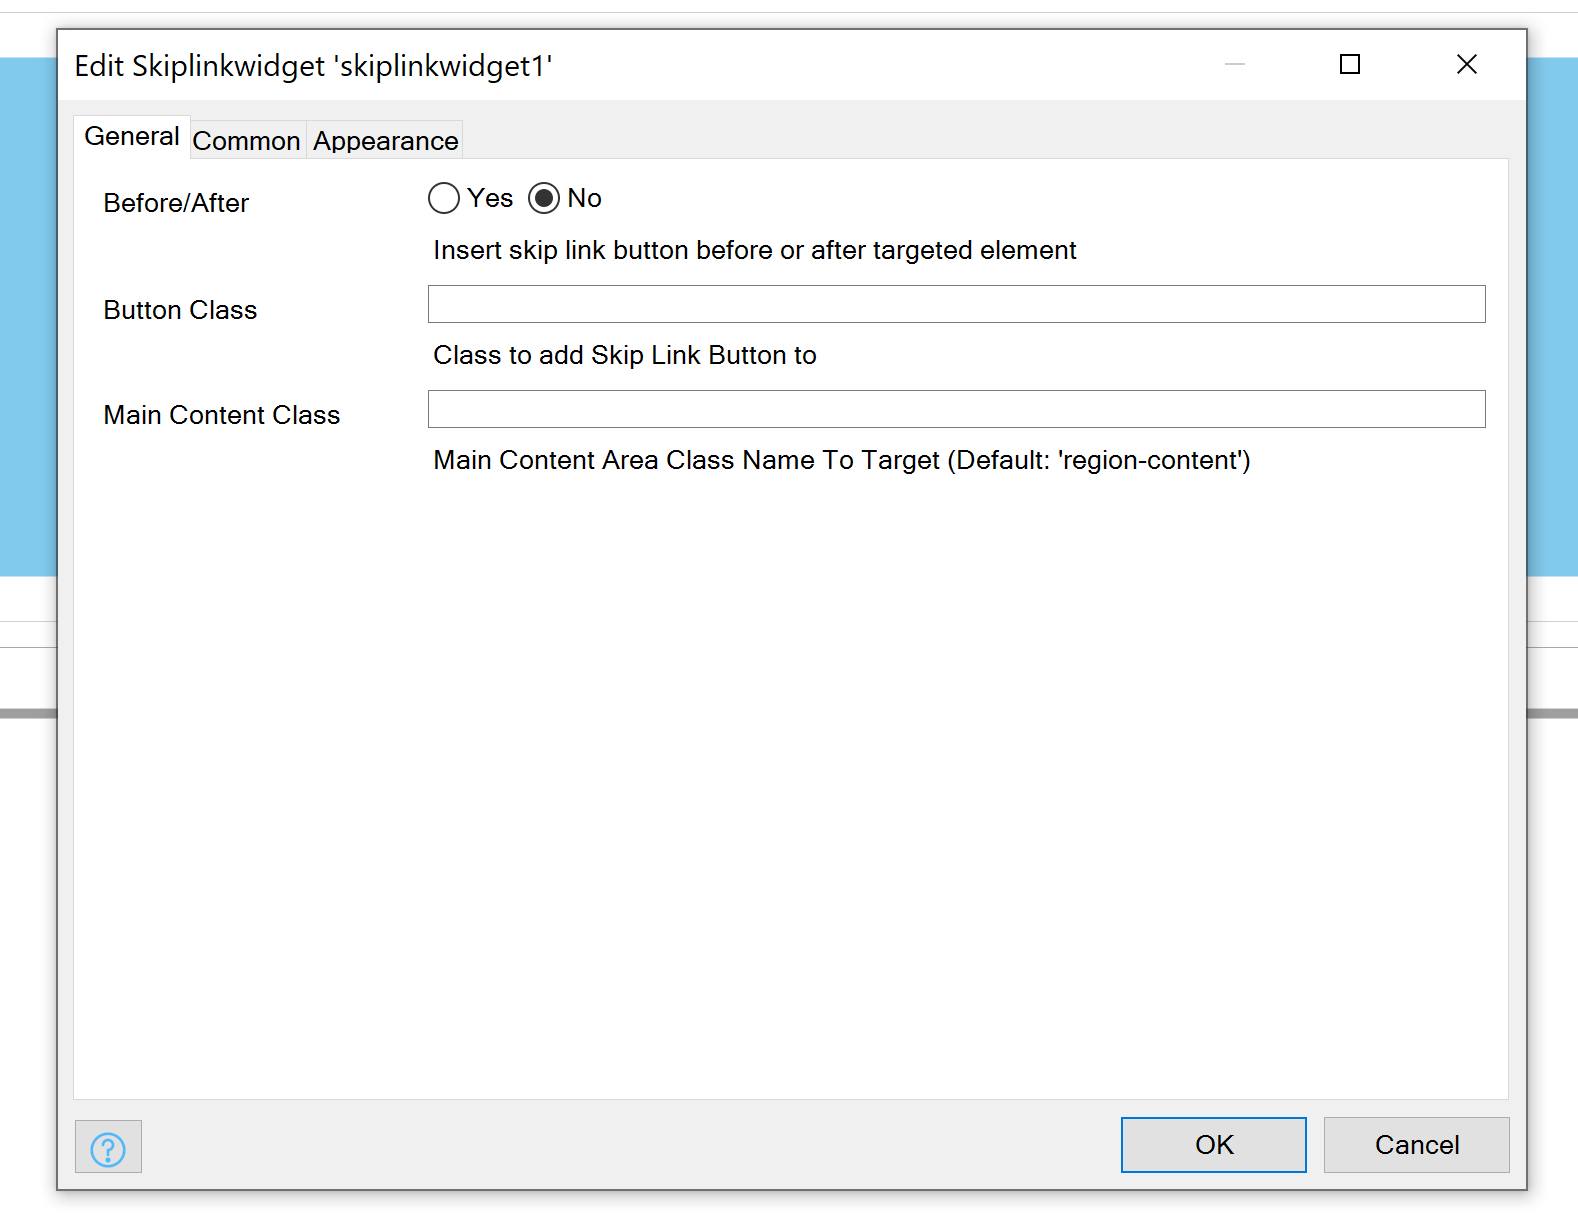 Edit Skiplinkwidget 'skiplinkwidget1'
General Common Appearance
Before/After Yes No
Insert skip link button before or after targeted element
Button Class
Class to add Skip Link Button to
Main Content Class
Main Content Area Class Name To Target (Default: 'region-content')
? OK Cancel